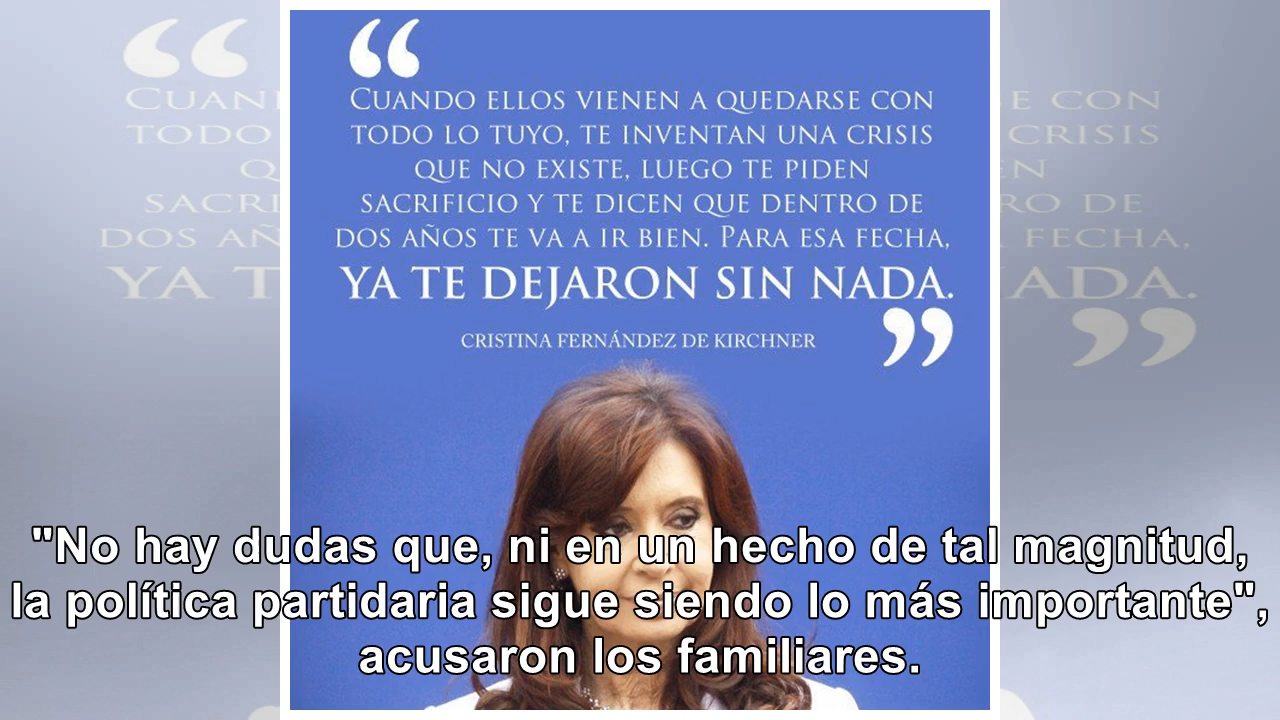 “
CUANDO ELLOS VIENEN A QUEDARSE CON
TODO LO TUYO, TE INVENTAN UNA CRISIS
QUE NO EXISTE, LUEGO TE PIDEN
SACRIFICIO Y TE DICEN QUE DENTRO DE
DOS AÑOS TE VA A IR BIEN. PARA ESA FECHA,
YA TE DEJARON SIN NADA.
”
CRISTINA FERNÁNDEZ DE KIRCHNER
"No hay dudas que, ni en un hecho de tal magnitud,
la política partidaria sigue siendo lo más importante",
acusaron los familiares.